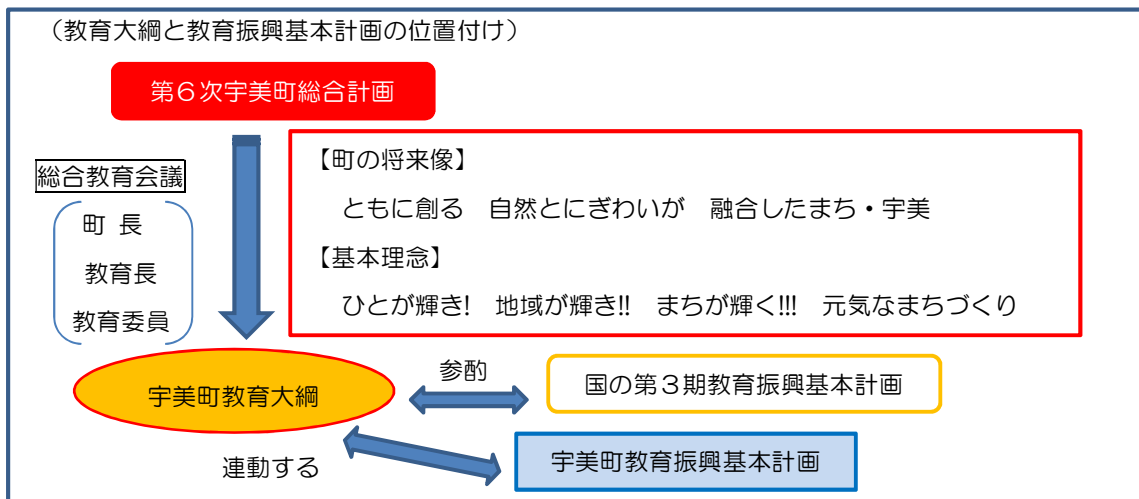 (教育大綱と教育振興基本計画の位置付け)
第6次宇美町総合計画
総合教育会議
町 長
教育長
教育委員
【町の将来像】
ともに創る 自然とにぎわいが 融合したまち・宇美
【基本理念】
ひとが輝き! 地域が輝き!! まちが輝く!!! 元気なまちづくり
宇美町教育大綱
参酌
国の第3期教育振興基本計画
連動する
宇美町教育振興基本計画